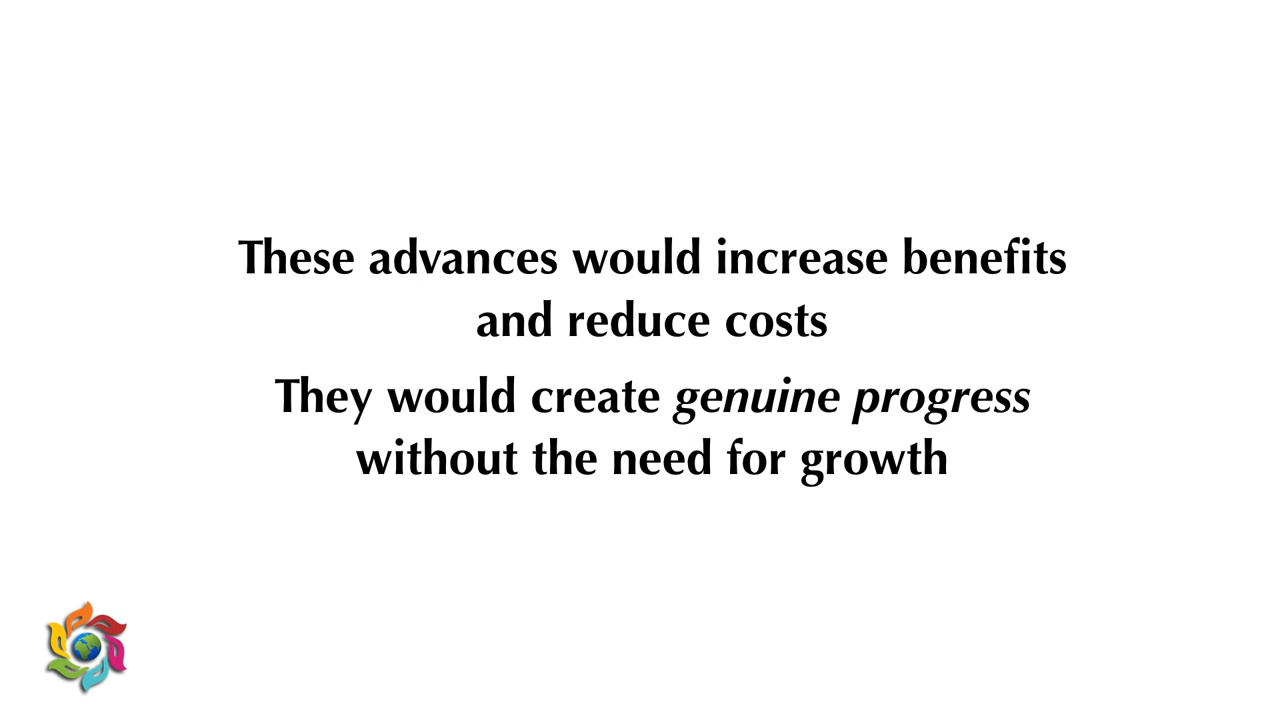 These advances would increase benefits
and reduce costs
They would create genuine progress
without the need for growth